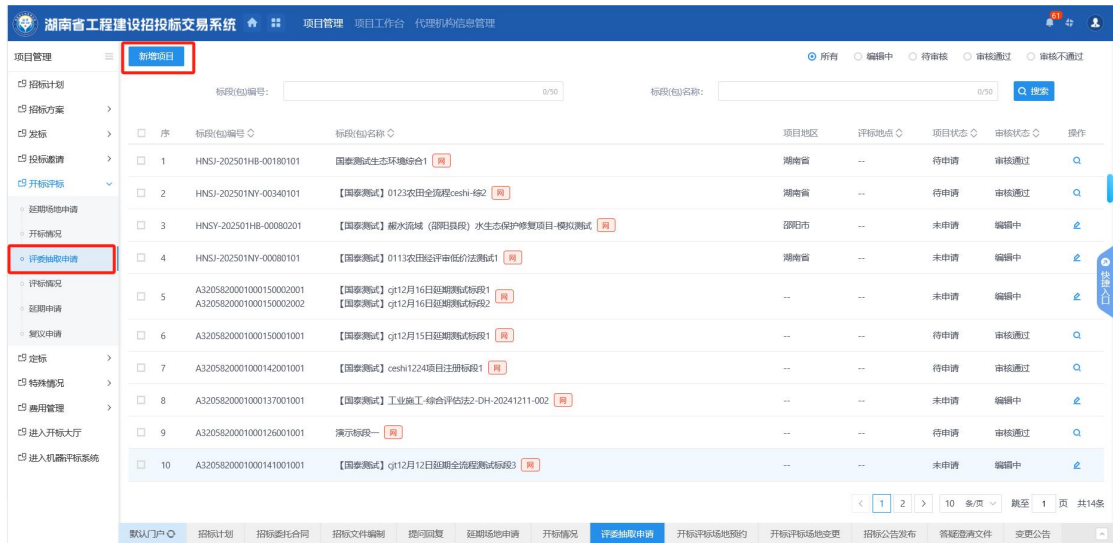 湖南省工程建设招投标交易系统 项目管理 项目工作台 代理机构信息管理 61
项目管理
新增项目 所有 编辑中 待审核 审核通过 审核不通过
招标计划
招标方案
发标
投标邀请
开标评标
延期场地申请
开标情况
评委抽取申请
评标情况
延期申请
复议申请
定标
特殊情况
费用管理
进入开标大厅
进入机器评标系统
标段(包)编号: 0/50 标段(包)名称: 0/50 搜索
序 标段(包)编号 标段(包)名称 项目地区 评标地点 项目状态 审核状态 操作
1 HNSJ-202501HB-00180101 国泰测试生态环境综合1 网 湖南省 -- 待申请 审核通过
2 HNSJ-202501NY-00340101 【国泰测试】0123农田全流程ceshi-综2 网 湖南省 -- 待申请 审核通过
3 HNSY-202501HB-00080201 【国泰测试】赧水流域（邵阳县段）水生态保护修复项目-模拟测试 网 邵阳市 -- 未申请 编辑中
4 HNSJ-202501NY-00080101 【国泰测试】0113农田经评审低价法测试1 网 湖南省 -- 未申请 编辑中
5 A3205820001000150002001 【国泰测试】cjt12月16日延期测试标段1 网 -- -- 未申请 编辑中
A3205820001000150002002 【国泰测试】cjt12月16日延期测试标段2
6 A3205820001000150001001 【国泰测试】cjt12月15日延期测试标段1 网 -- -- 待申请 审核通过
7 A3205820001000142001001 【国泰测试】ceshi1224项目注册标段1 网 -- -- 待申请 审核通过
8 A3205820001000137001001 【国泰测试】工业施工-综合评估法2-DH-20241211-002 网 -- -- 未申请 编辑中
9 A3205820001000126001001 演示标段一 网 -- -- 待申请 审核通过
10 A3205820001000141001001 【国泰测试】cjt12月12日延期全流程测试标段3 网 -- -- 未申请 编辑中
快捷入口
1 2 10 条/页 跳至 1 页 共14条
默认门户 招标计划 招标委托合同 招标文件编制 提问回复 延期场地申请 开标情况 评委抽取申请 开标评标场地预约 开标评标场地变更 招标公告发布 答疑澄清文件 变更公告